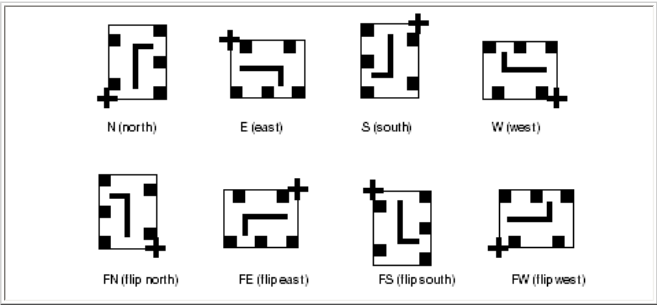 N (north)
E (east)
S (south)
W (west)
FN (flip north)
FE (flip east)
FS (flip south)
FW (flip west)